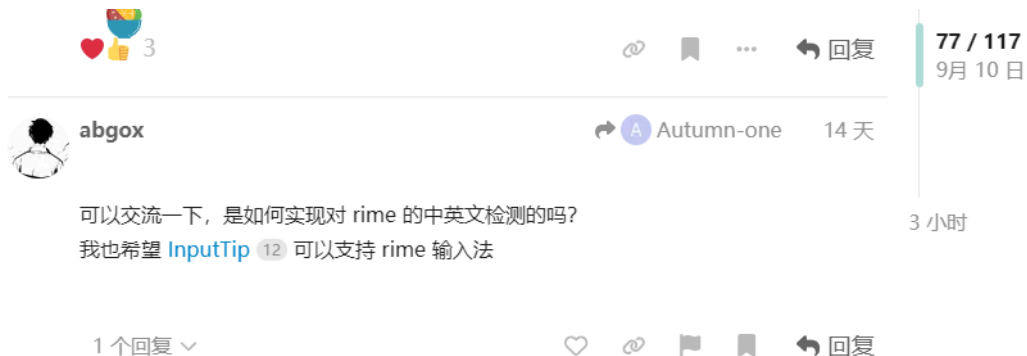 3
回复
77 / 117
9月 10 日
abgox
A Autumn-one
14 天
可以交流一下，是如何实现对 rime 的中英文检测的吗？
我也希望 InputTip 12 可以支持 rime 输入法
3 小时
1 个回复
回复